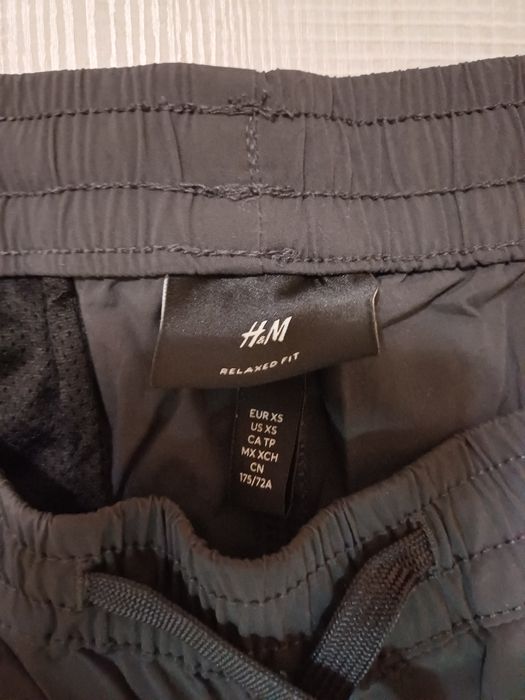 H&M
RELAXED FIT
EUR XS
US XS
CA TP
MX XCH
CN
175/72A